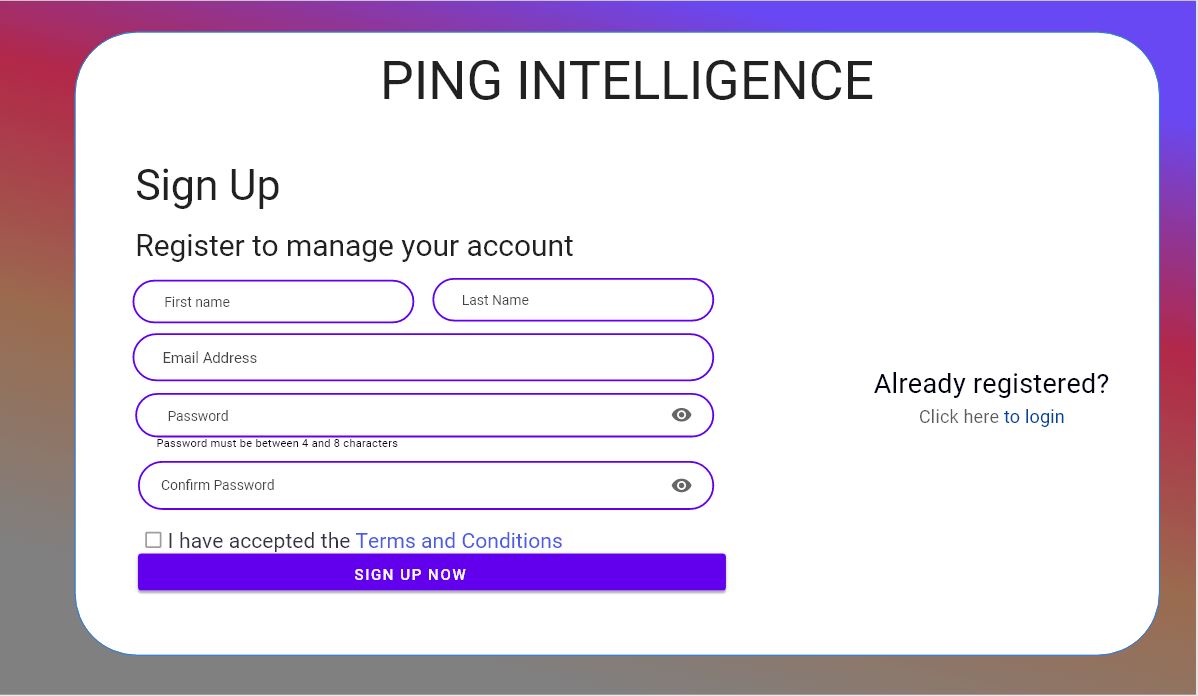 PING INTELLIGENCE
Sign Up
Register to manage your account
First name
Last Name
Email Address
Password
Password must be between 4 and 8 characters
Confirm Password
I have accepted the Terms and Conditions
SIGN UP NOW
Already registered?
Click here to login